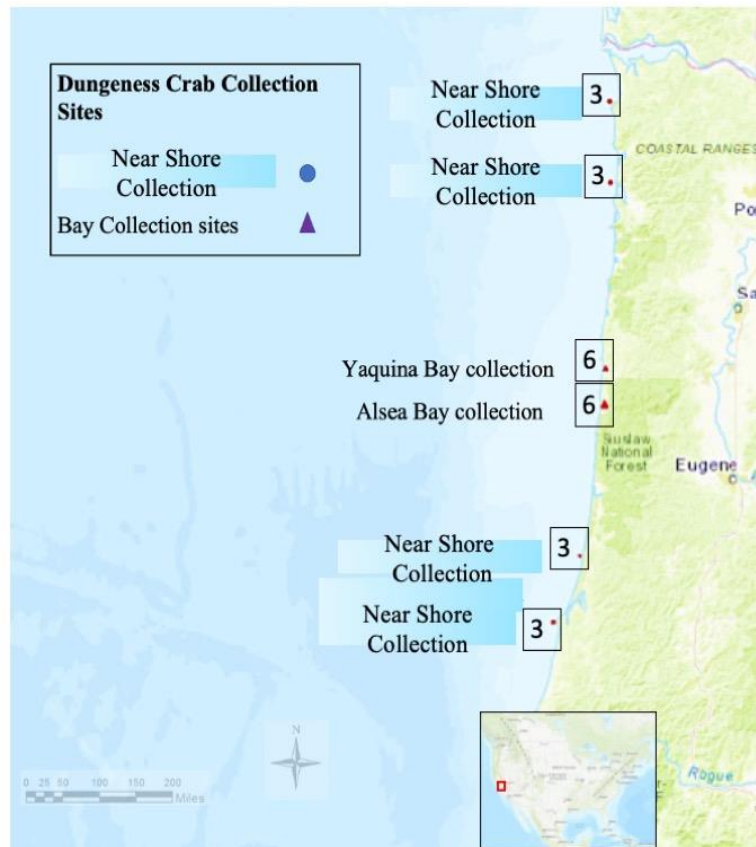 Dungeness Crab Collection
Sites
Near Shore
Collection
Bay Collection sites
Near Shore
Collection
3
Near Shore
Collection
3
COASTAL RANGES
Po
Sa
Yaquina Bay collection
6
Alsea Bay collection
6
Siuslaw
National
Forest
Eugene
Near Shore
Collection
3
Near Shore
Collection
3
N
0 25 50 100 150 200
Miles
Rogue